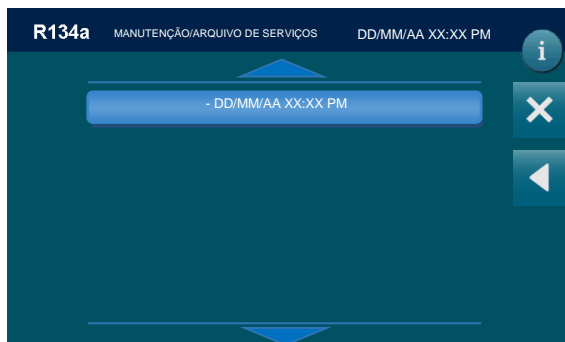 R134a MANUTENÇÃO/ARQUIVO DE SERVIÇOS DD/MM/AA XX:XX PM
i
- DD/MM/AA XX:XX PM